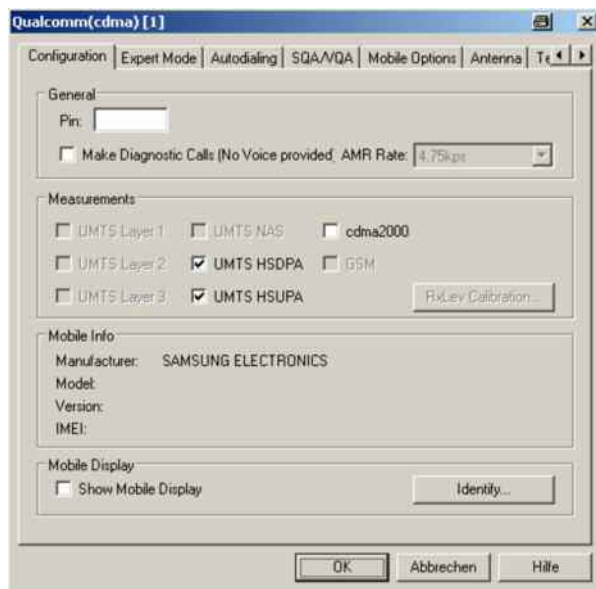 Qualcomm(cdma) [1]
Configuration Expert Mode Autodialing SQA/VQA Mobile Options Antenna Te
General
Pin:
Make Diagnostic Calls (No Voice provided) AMR Rate: 4.75kps
Measurements
UMTS Layer 1 UMTS NAS cdma2000
UMTS Layer 2 UMTS HSDPA GSM
UMTS Layer 3 UMTS HSUPA RxLev Calibration...
Mobile Info
Manufacturer: SAMSUNG ELECTRONICS
Model:
Version:
IMEI:
Mobile Display
Show Mobile Display Identify...
OK Abbrechen Hilfe